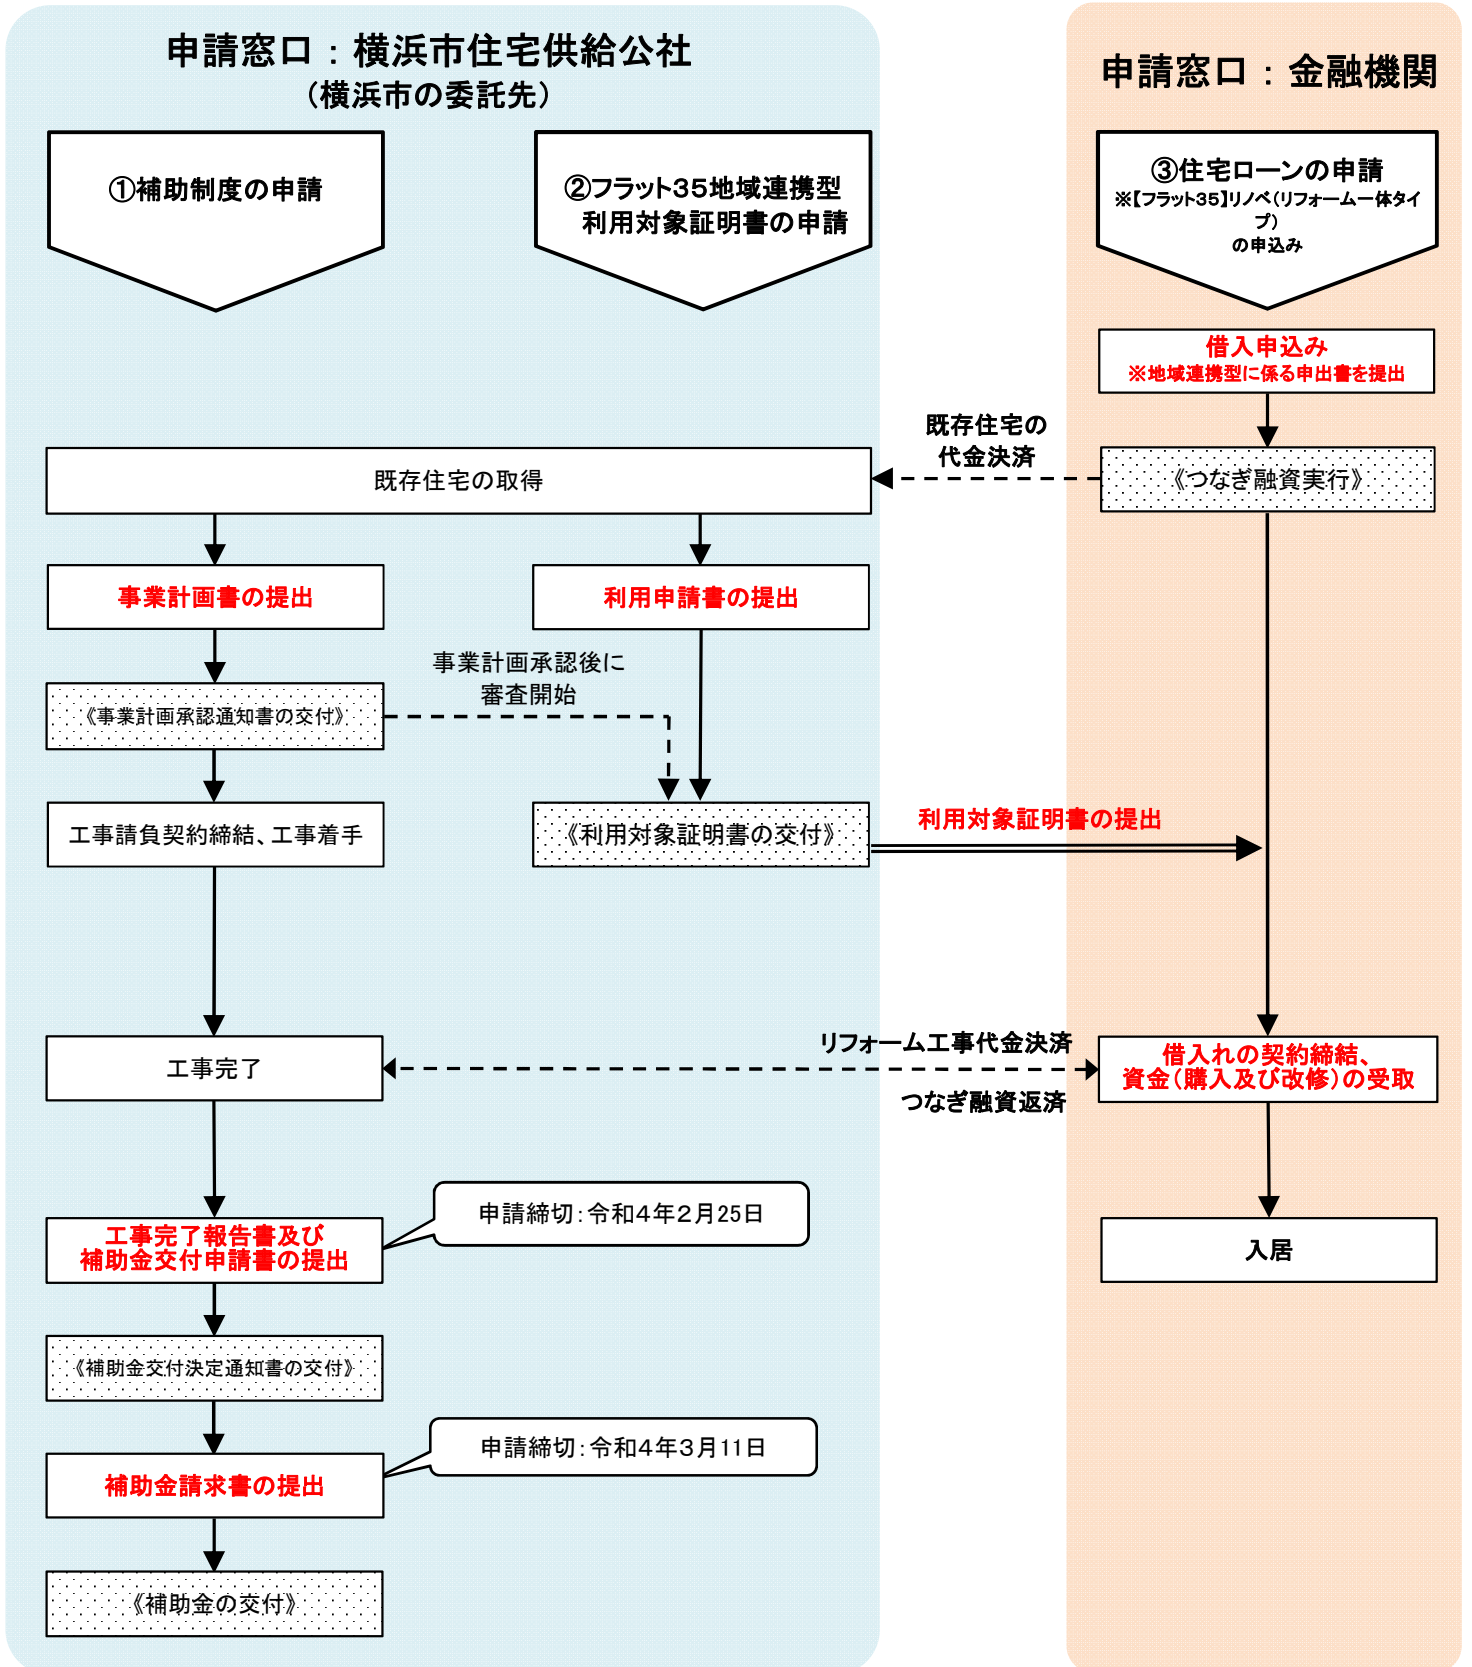 申請窓口：横浜市住宅供給公社
（横浜市の委託先）
申請窓口：金融機関
①補助制度の申請
②フラット３５地域連携型
利用対象証明書の申請
③住宅ローンの申請
※【フラット３５】リノベ（リフォーム一体タイ
プ）
の申込み
借入申込み
※地域連携型に係る申出書を提出
既存住宅の
代金決済
既存住宅の取得
《つなぎ融資実行》
事業計画書の提出
利用申請書の提出
事業計画承認後に
審査開始
《事業計画承認通知書の交付》
工事請負契約締結、工事着手
《利用対象証明書の交付》
利用対象証明書の提出
工事完了
リフォーム工事代金決済
つなぎ融資返済
借入れの契約締結、
資金（購入及び改修）の受取
申請締切：令和４年２月25日
工事完了報告書及び
補助金交付申請書の提出
入居
《補助金交付決定通知書の交付》
申請締切：令和４年３月11日
補助金請求書の提出
《補助金の交付》